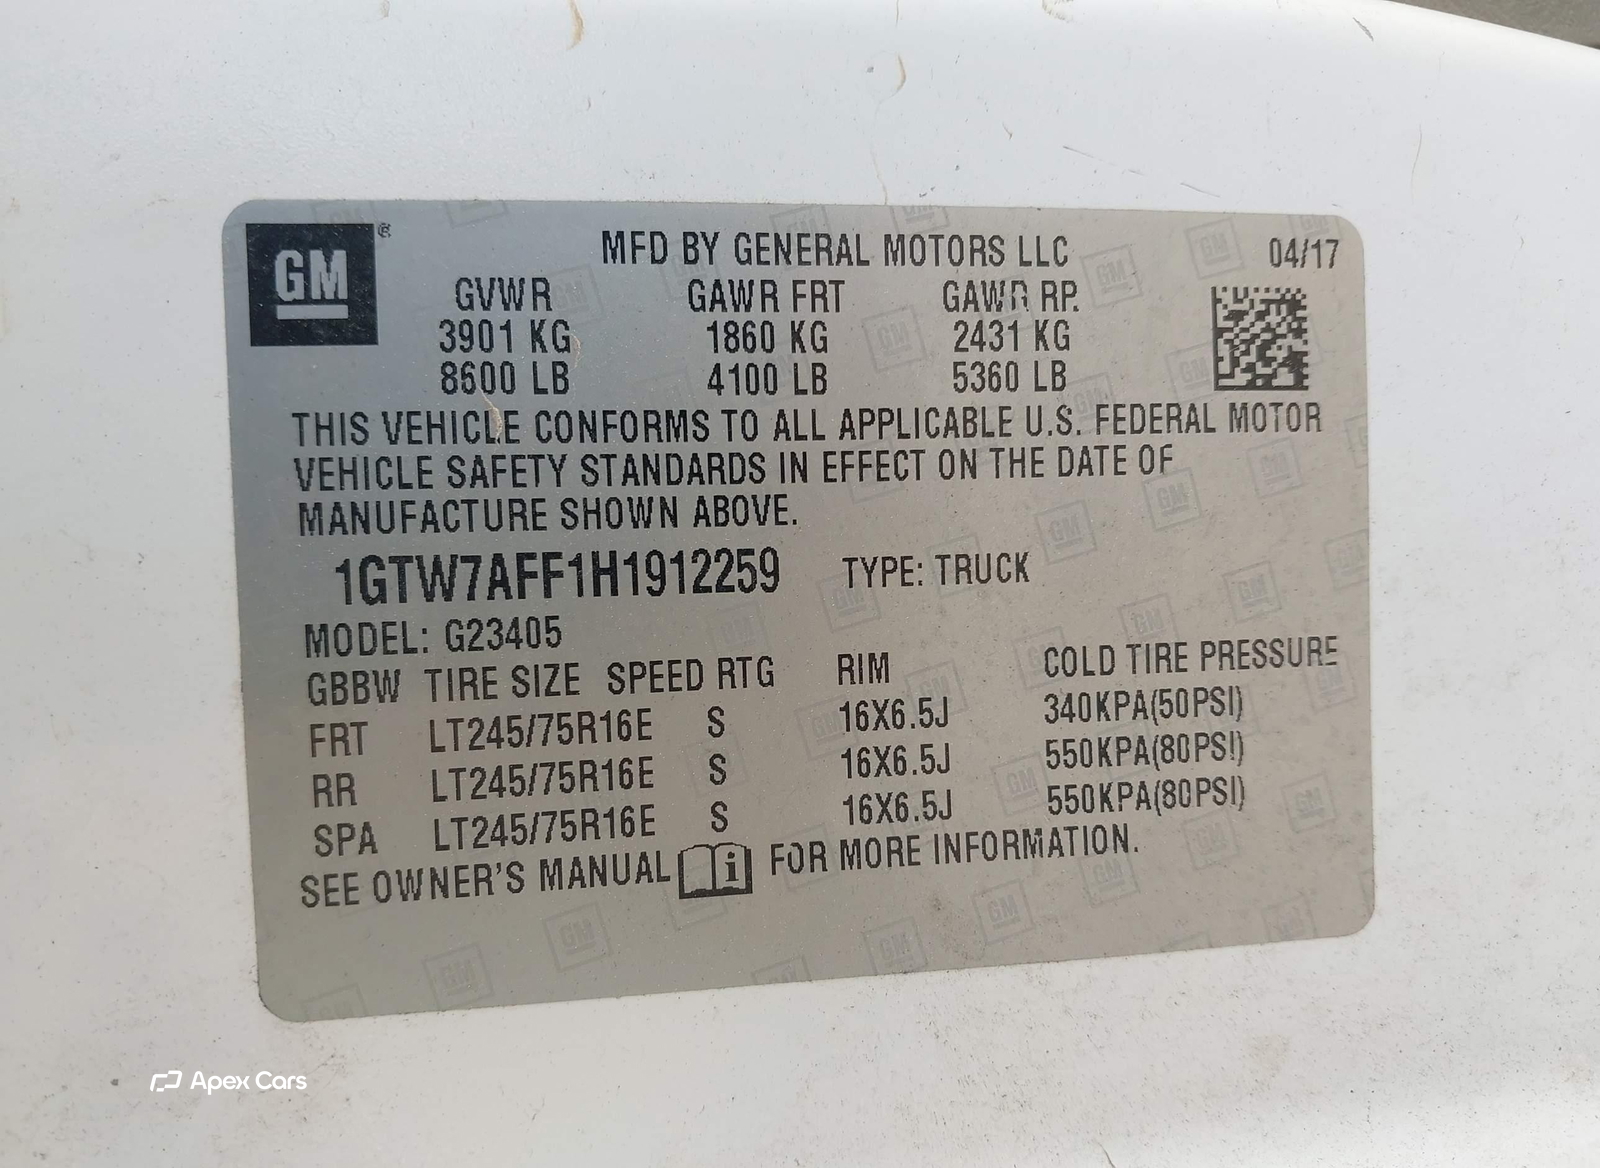 GM
MFD BY GENERAL MOTORS LLC 04/17
GVWR GAWR FRT GAWR RR
3901 KG 1860 KG 2431 KG
8600 LB 4100 LB 5360 LB
THIS VEHICLE CONFORMS TO ALL APPLICABLE U.S. FEDERAL MOTOR
VEHICLE SAFETY STANDARDS IN EFFECT ON THE DATE OF
MANUFACTURE SHOWN ABOVE.
1GTW7AFF1H1912259 TYPE: TRUCK
MODEL: G23405
GBBW TIRE SIZE SPEED RTG RIM COLD TIRE PRESSURE
FRT LT245/75R16E S 16X6.5J 340KPA(50PSI)
RR LT245/75R16E S 16X6.5J 550KPA(80PSI)
SPA LT245/75R16E S 16X6.5J 550KPA(80PSI)
SEE OWNER'S MANUAL i FOR MORE INFORMATION.
Apex Cars